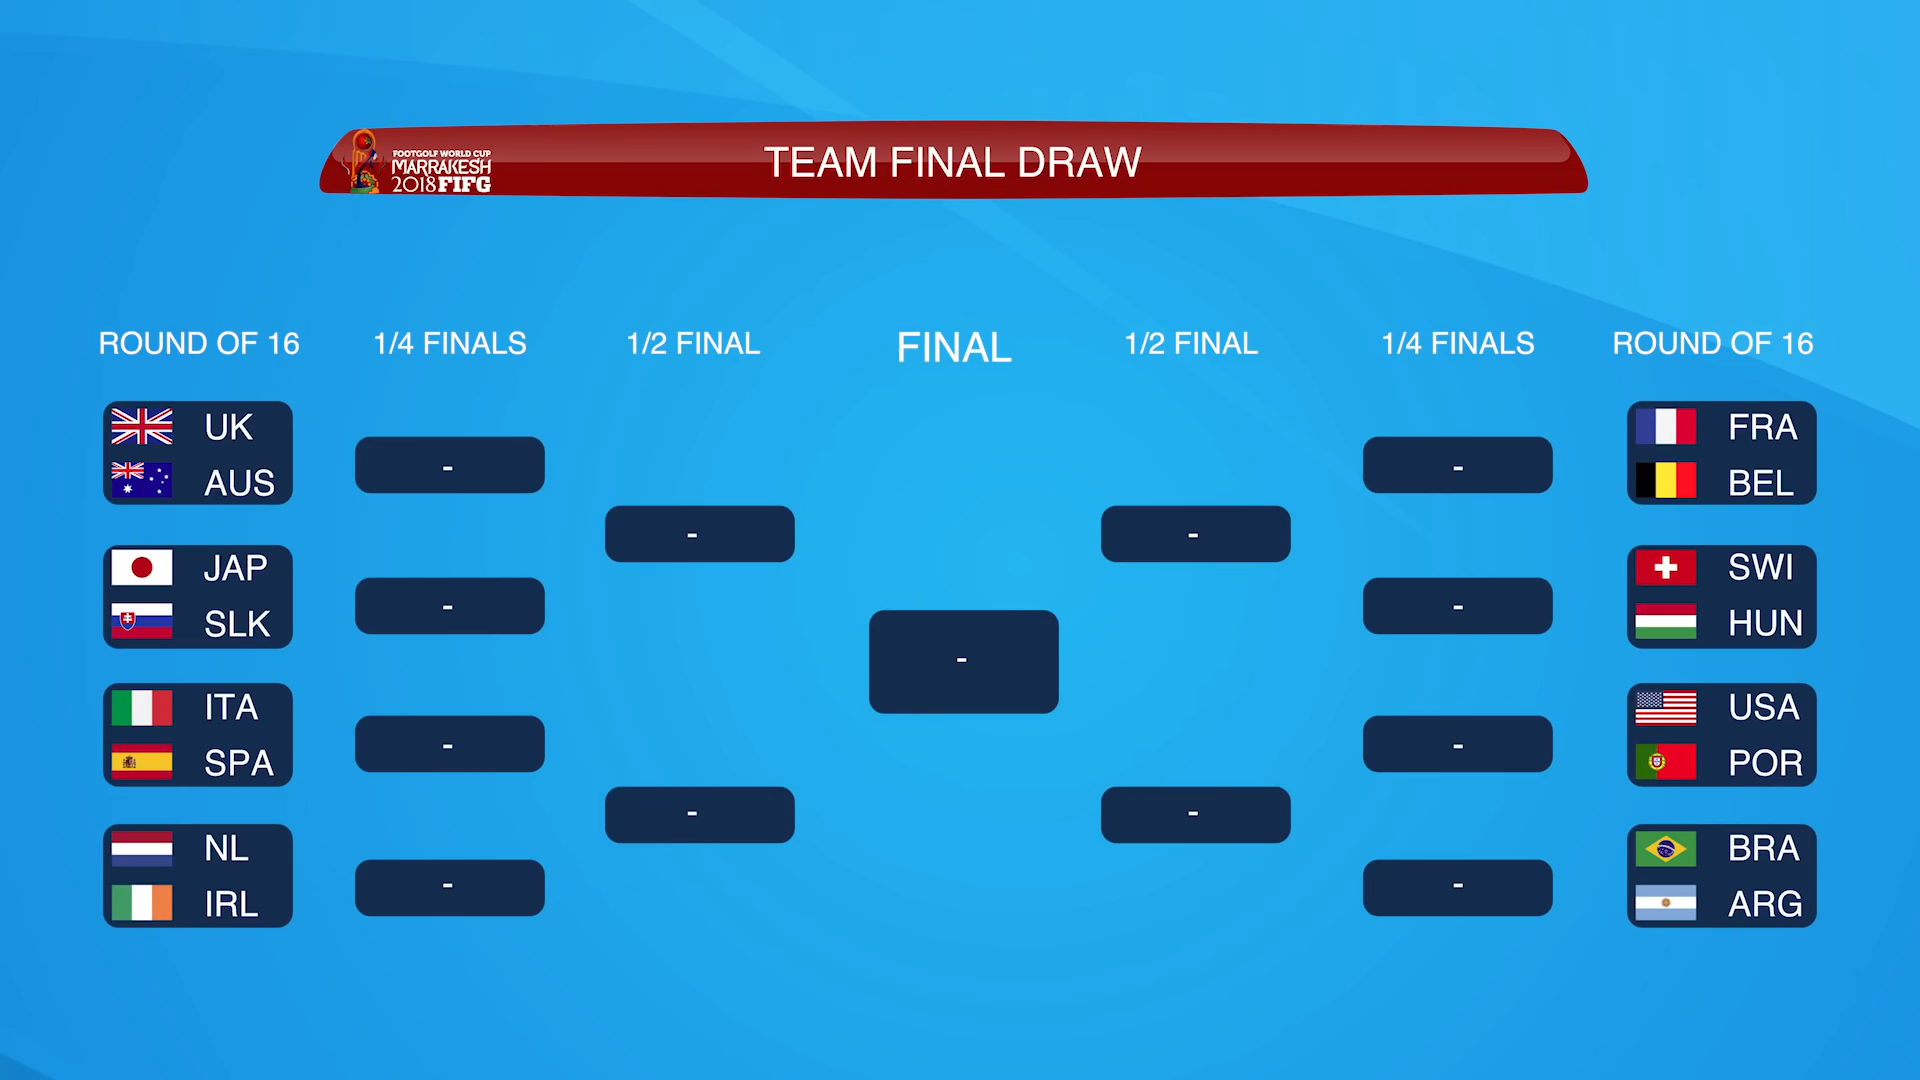 FOOTGOLF WORLD CUP
MARRAKESH
2018 FIFG
TEAM FINAL DRAW
ROUND OF 16
1/4 FINALS
1/2 FINAL
FINAL
1/2 FINAL
1/4 FINALS
ROUND OF 16
UK
AUS
JAP
SLK
ITA
SPA
NL
IRL
-
-
-
-
-
-
-
-
-
-
-
-
-
FRA
BEL
SWI
HUN
USA
POR
BRA
ARG